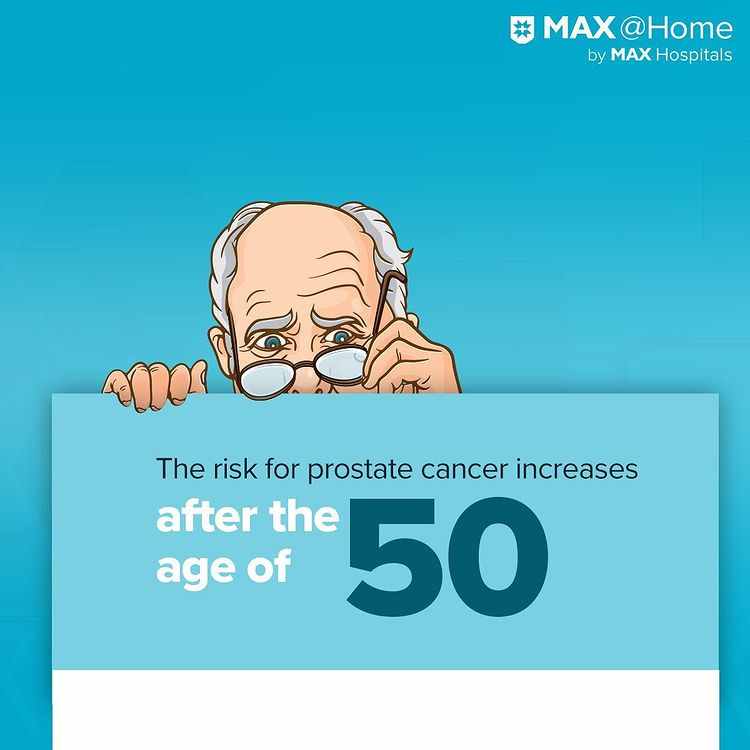 MAX @Home
by MAX Hospitals
The risk for prostate cancer increases
after the
age of 50